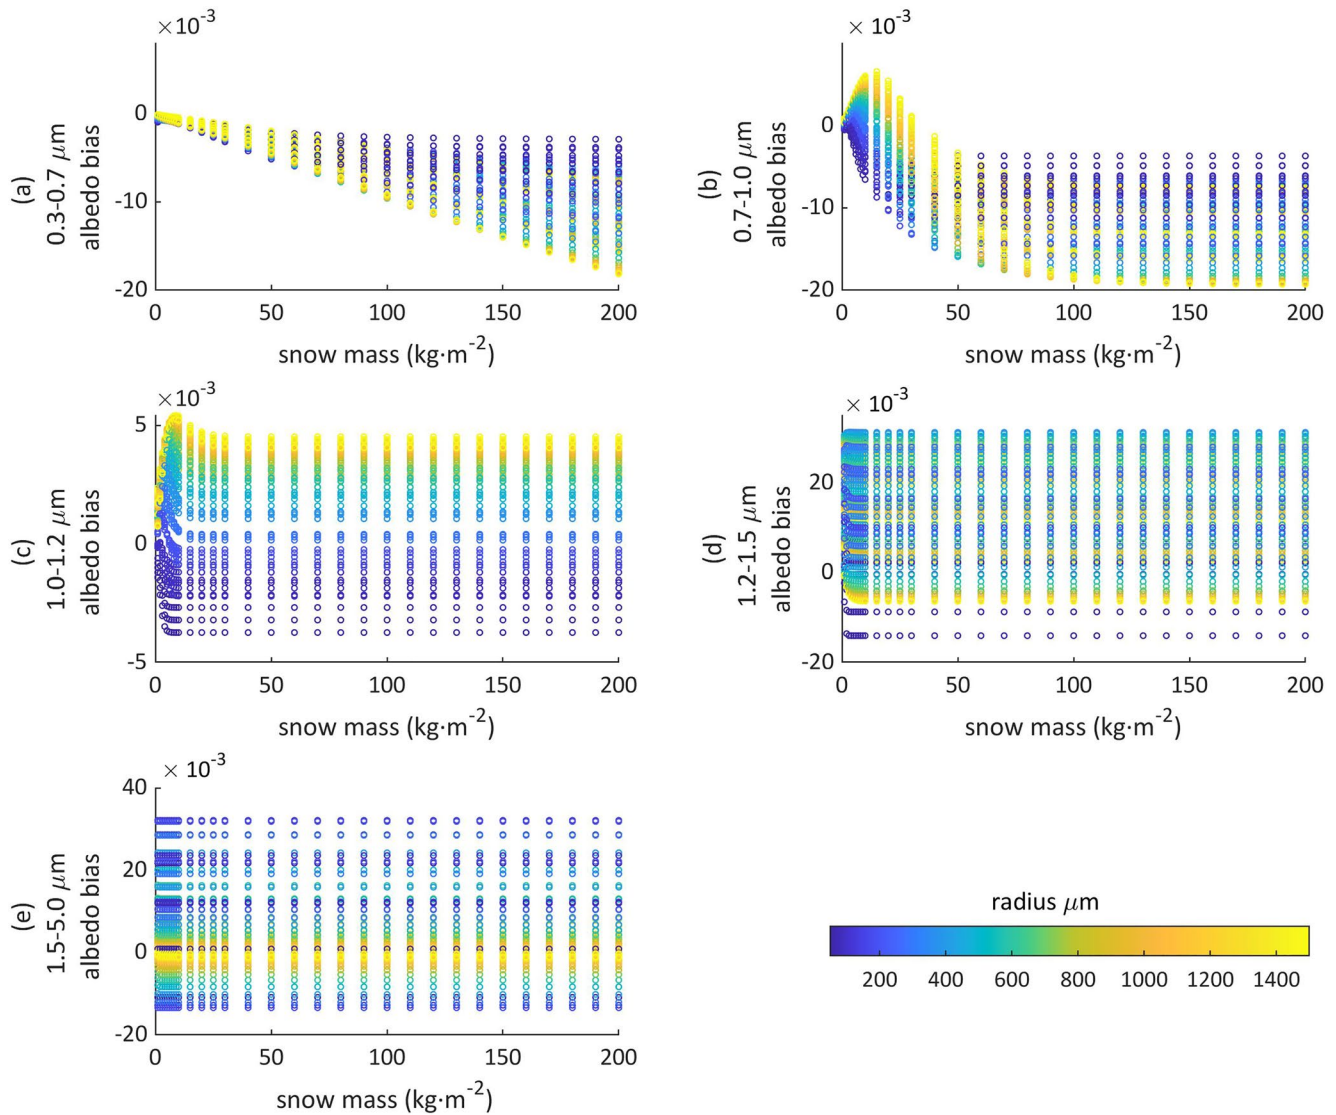 ×10⁻³
(a)
0.3-0.7 μm
albedo bias
0
-10
-20
0 50 100 150 200
snow mass (kg·m⁻²)
× 10⁻³
(b)
0.7-1.0 μm
albedo bias
0
-10
-20
0 50 100 150 200
snow mass (kg·m⁻²)
×10⁻³
(c)
1.0-1.2 μm
albedo bias
5
0
-5
0 50 100 150 200
snow mass (kg·m⁻²)
× 10⁻³
(d)
1.2-1.5 μm
albedo bias
20
0
-20
0 50 100 150 200
snow mass (kg·m⁻²)
× 10⁻³
(e)
1.5-5.0 μm
albedo bias
40
20
0
-20
0 50 100 150 200
snow mass (kg·m⁻²)
radius μm
200 400 600 800 1000 1200 1400